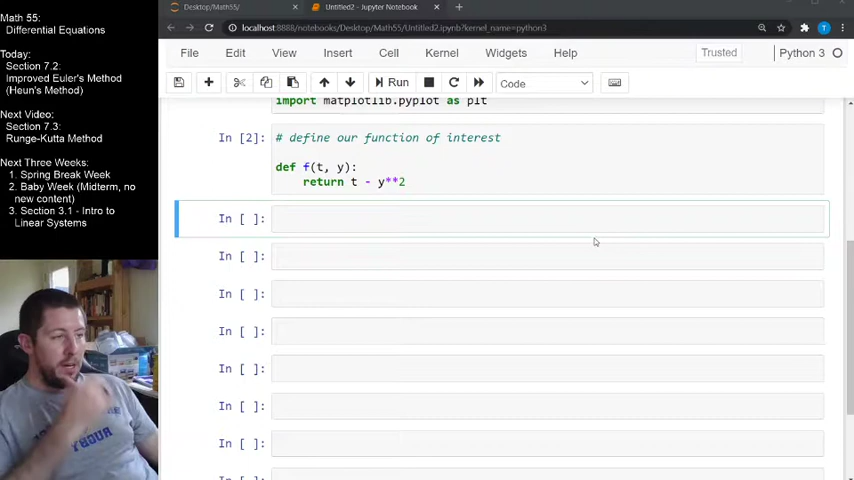 Math 55:
Differential Equations
Today:
Section 7.2:
Improved Euler's Method
(Heun's Method)
Next Video:
Section 7.3:
Runge-Kutta Method
Next Three Weeks:
1. Spring Break Week
2. Baby Week (Midterm, no
new content)
3. Section 3.1 - Intro to
Linear Systems
Desktop/Math55/
Untitled2 - Jupyter Notebook
localhost:8888/notebooks/Desktop/Math55/Untitled2.ipynb?kernel_name=python3
T
File Edit View Insert Cell Kernel Widgets Help Trusted Python 3
Run Code
import matplotlib.pyplot as plt
In [2]: # define our function of interest
def f(t, y):
return t - y**2
In [ ]:
In [ ]:
In [ ]:
In [ ]:
In [ ]:
In [ ]:
In [ ]:
In [ ]: